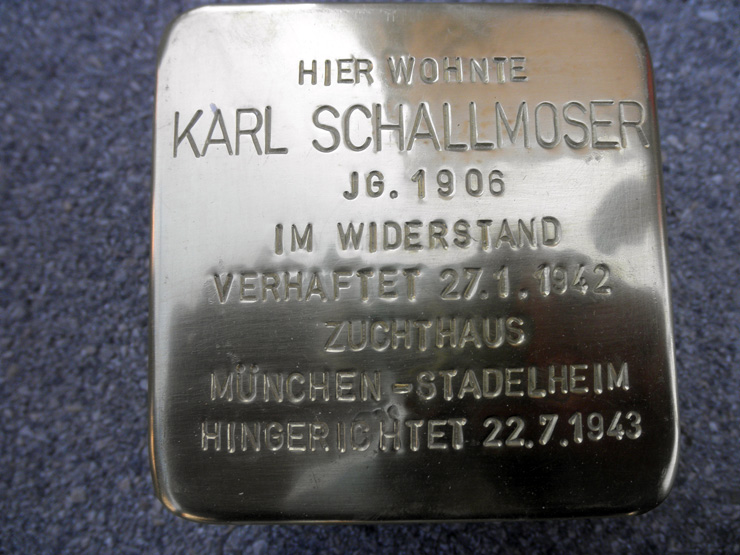 HIER WOHNTE
KARL SCHALLMOSER
JG. 1906
IM WIDERSTAND
VERHAFTET 27.1.1942
ZUCHTHAUS
MÜNCHEN-STADELHEIM
HINGERICHTET 22.7.1943